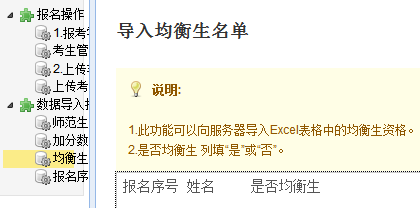 报名操作
1.报考
考生管
2.上传
上传考
数据导入
师范生
加分数
均衡生
报名序
导入均衡生名单
说明:
1.此功能可以向服务器导入Excel表格中的均衡生资格。
2.是否均衡生 列填“是”或“否”。
报名序号 姓名 是否均衡生